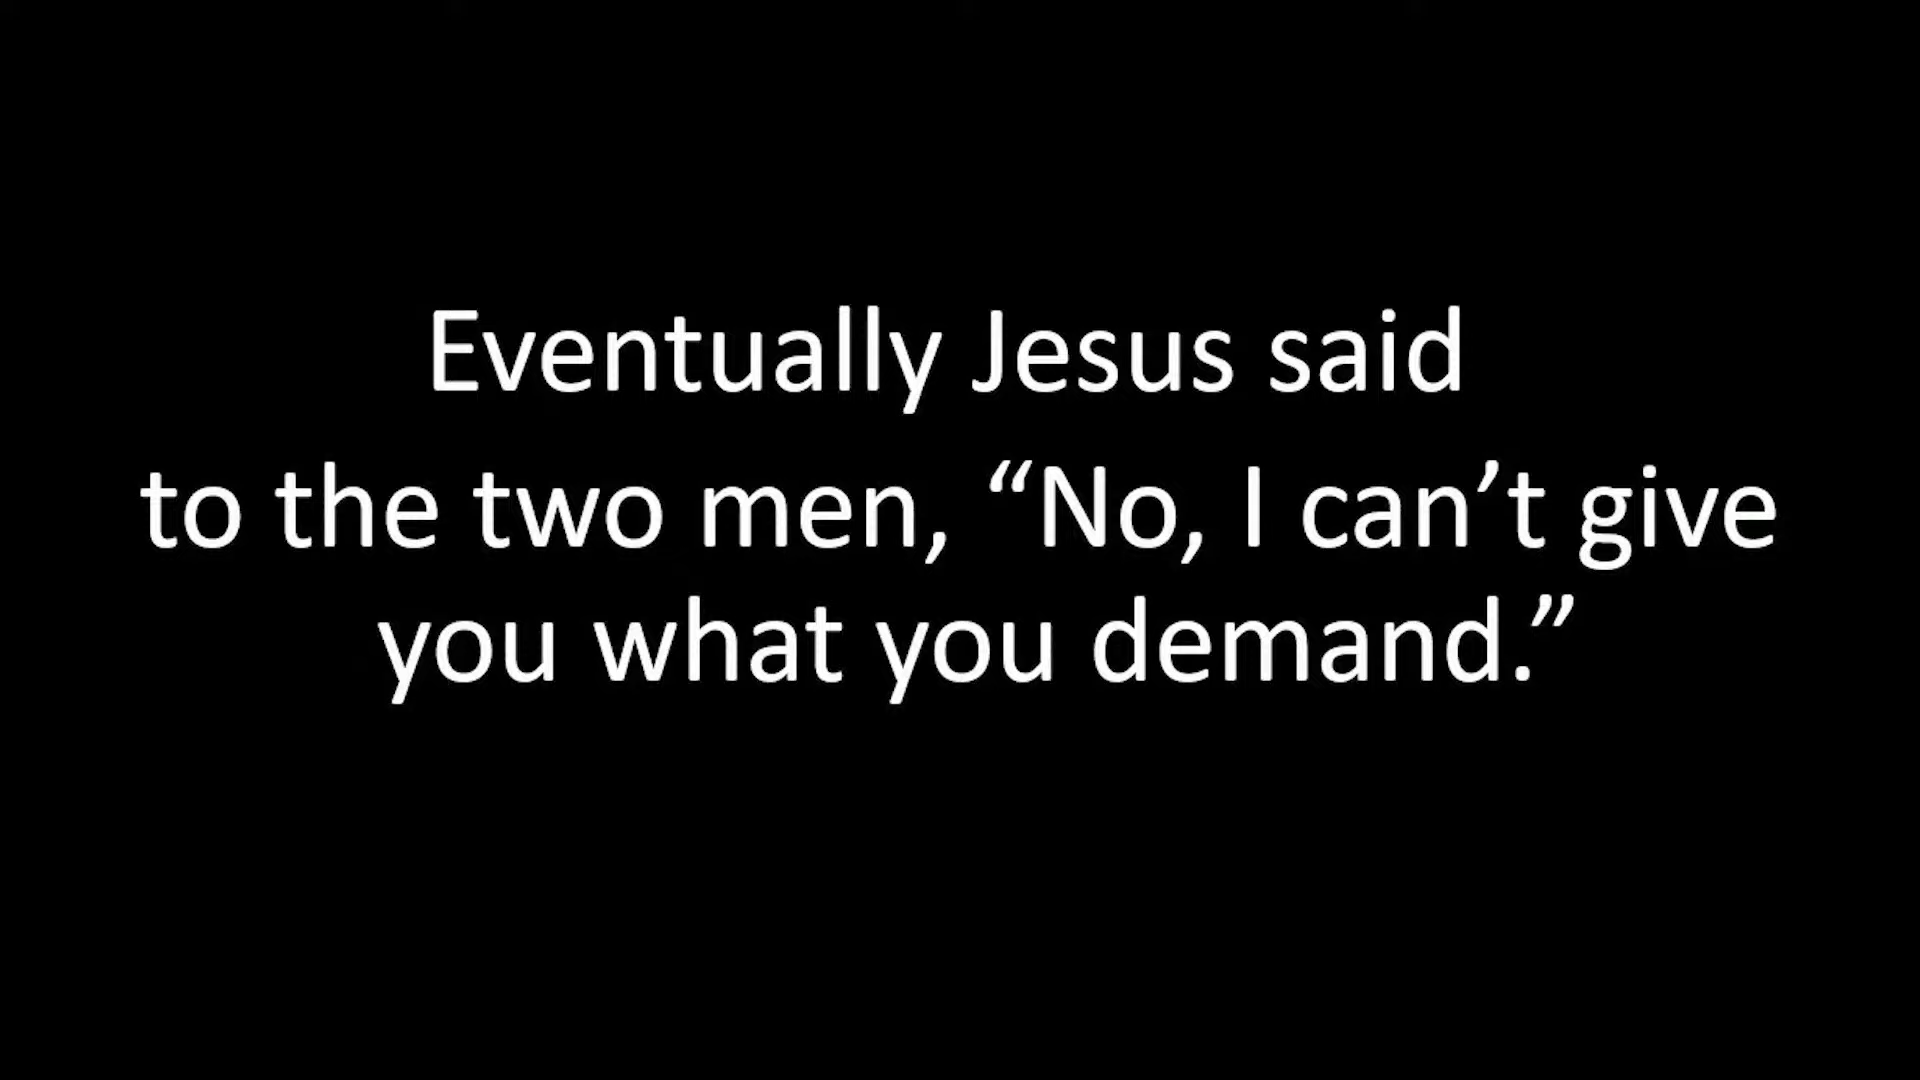 Eventually Jesus said
to the two men, “No, I can’t give
you what you demand.”